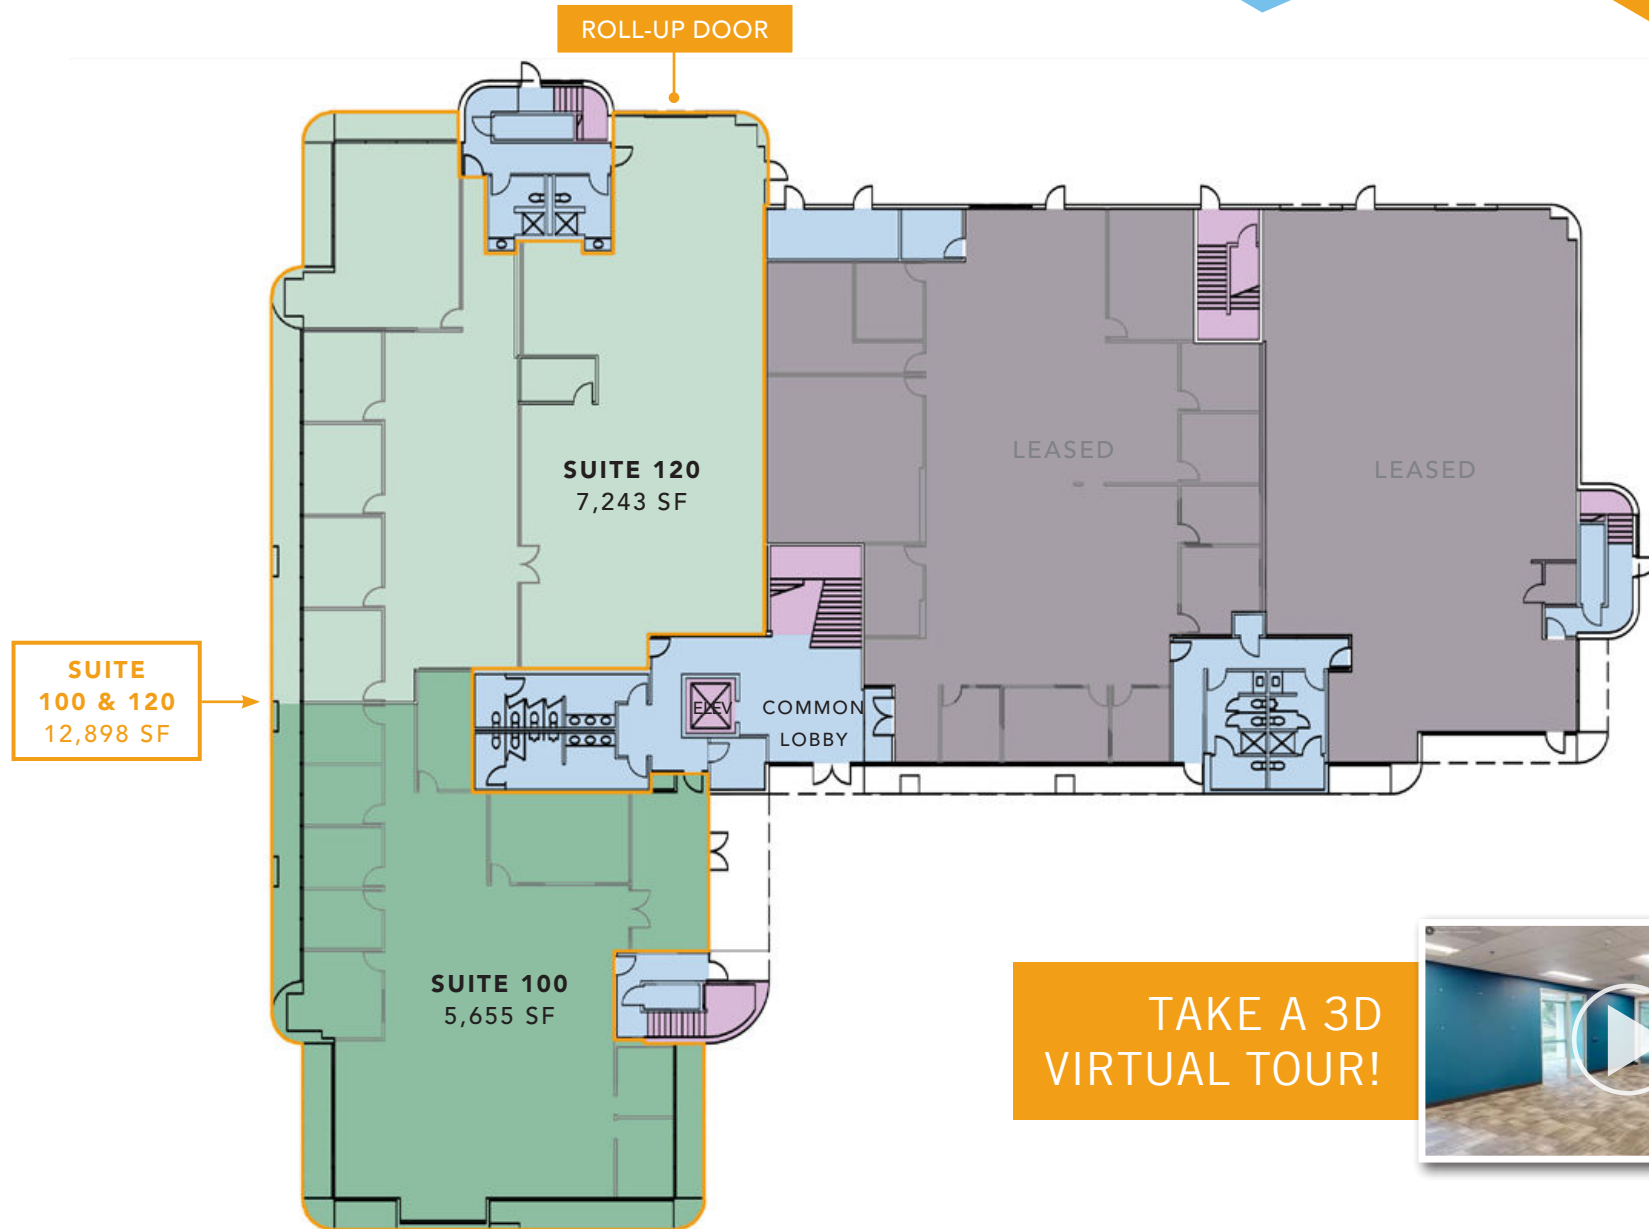 ROLL-UP DOOR
SUITE 120
7,243 SF
LEASED
LEASED
SUITE
100 & 120
12,898 SF
ELEV
COMMON
LOBBY
SUITE 100
5,655 SF
TAKE A 3D
VIRTUAL TOUR!